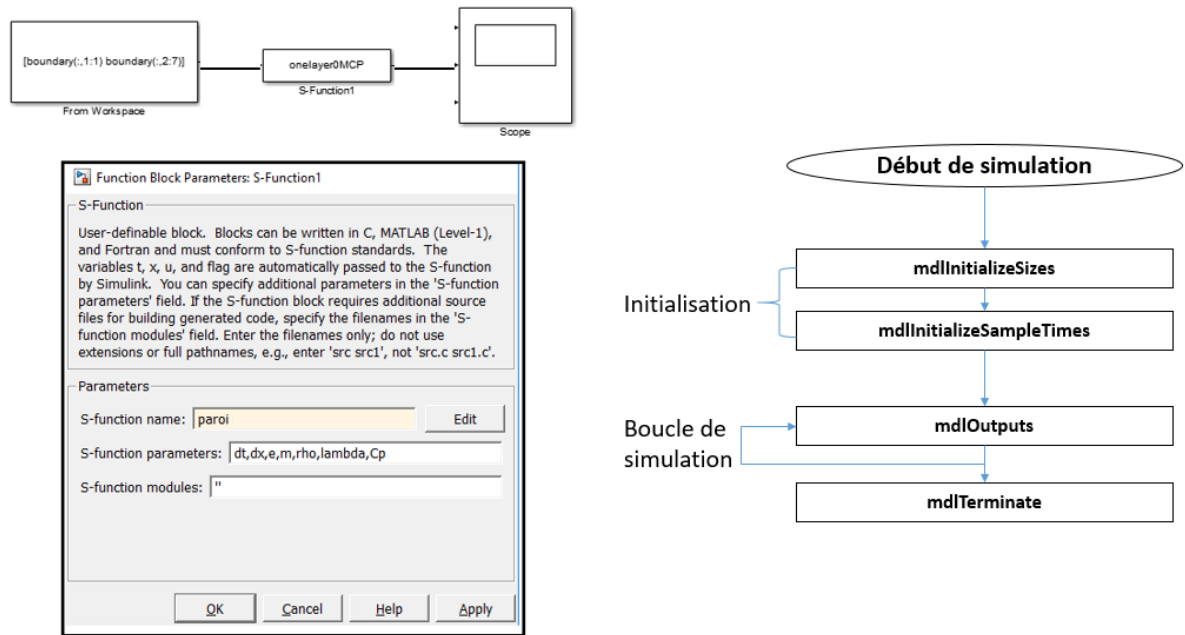 [boundary(:,1:1) boundary(:,2:7)]
From Workspace
onelayer0MCP
S-Function1
Scope
Function Block Parameters: S-Function1
S-Function
User-definable block. Blocks can be written in C, MATLAB (Level-1),
and Fortran and must conform to S-function standards. The
variables t, x, u, and flag are automatically passed to the S-function
by Simulink. You can specify additional parameters in the 'S-function
parameters' field. If the S-function block requires additional source
files for building generated code, specify the filenames in the 'S-
function modules' field. Enter the filenames only; do not use
extensions or full pathnames, e.g., enter 'src src1', not 'src.c src1.c'.
Parameters
S-function name: paroi
Edit
S-function parameters: dt,dx,e,m,rho,lambda,Cp
S-function modules: ''
OK Cancel Help Apply
Début de simulation
Initialisation
mdlInitializeSizes
mdlInitializeSampleTimes
Boucle de
simulation
mdlOutputs
mdlTerminate